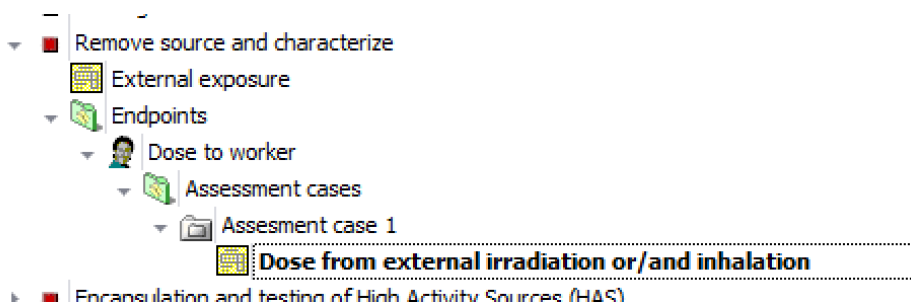 Remove source and characterize
External exposure
Endpoints
Dose to worker
Assessment cases
Assesment case 1
Dose from external irradiation or/and inhalation
Encapsulation and testing of High Activity Sources (HAS)